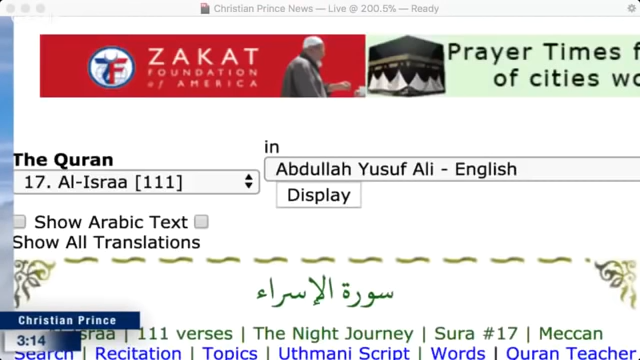 Christian Prince News — Live @ 200.5% — Ready
ZAKAT
FOUNDATION
of AMERICA
Prayer Times f
of cities wo
in
The Quran
Abdullah Yusuf Ali - English
17. Al-Israa [111]
Display
Show Arabic Text
Show All Translations
سورة الإسراء
Christian Prince
3:14
sraa | 111 verses | The Night Journey | Sura #17 | Meccan
Search | Recitation | Topics | Uthmani Script | Words | Quran Teacher